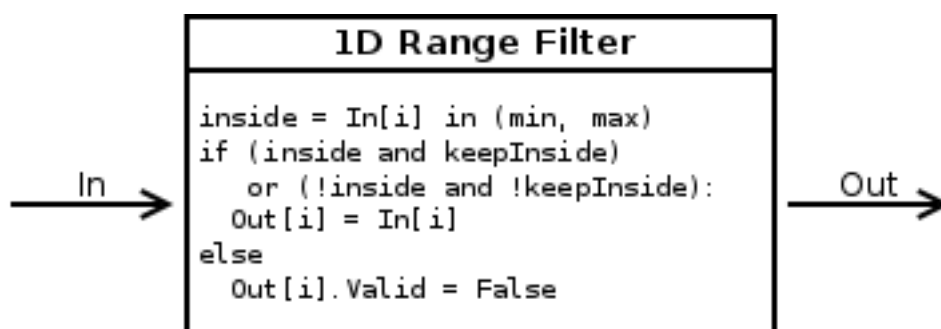 1D Range Filter
inside = In[i] in (min, max)
if (inside and keepInside)
or (!inside and !keepInside):
In
Out
Out[i] = In[i]
else
Out[i].Valid = False